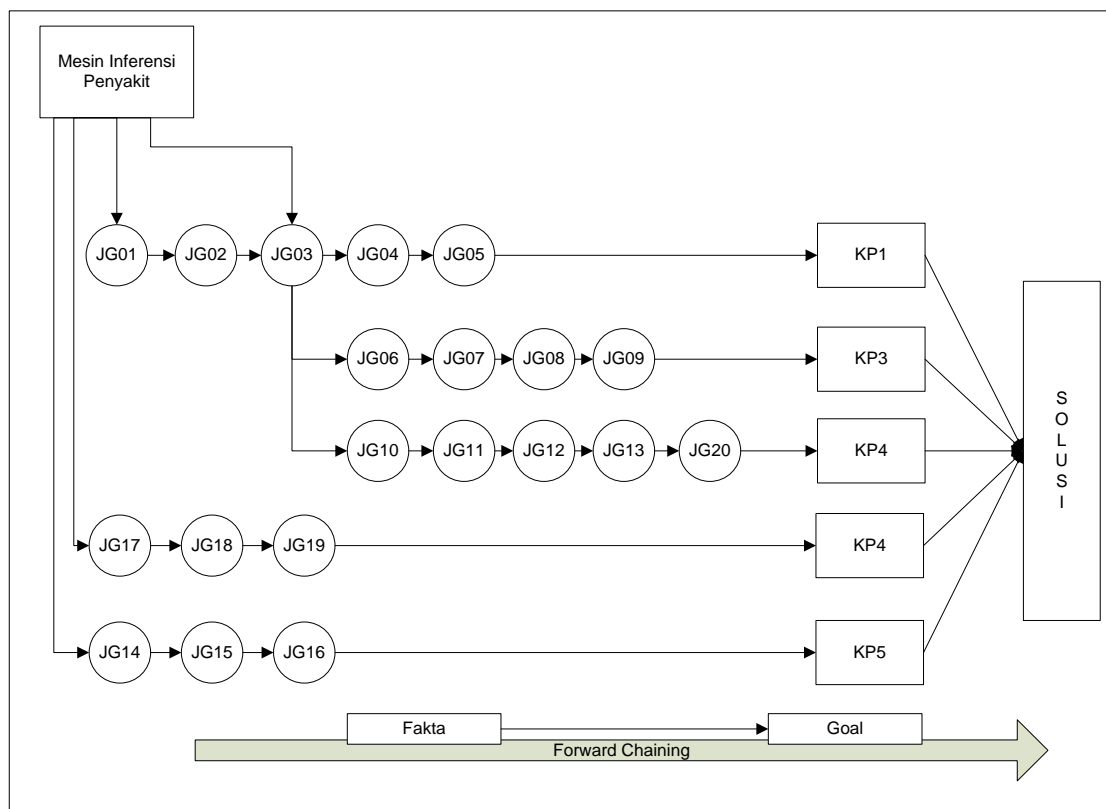 Mesin Inferensi
Penyakit
JG01
JG02
JG03
JG04
JG05
KP1
JG06
JG07
JG08
JG09
KP3
JG10
JG11
JG12
JG13
JG20
KP4
JG17
JG18
JG19
KP4
JG14
JG15
JG16
KP5
S
O
L
U
S
I
Fakta
Goal
Forward Chaining